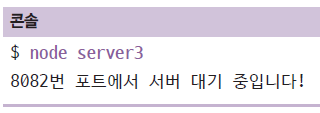 콘솔
$ node server3
8082번 포트에서 서버 대기 중입니다!